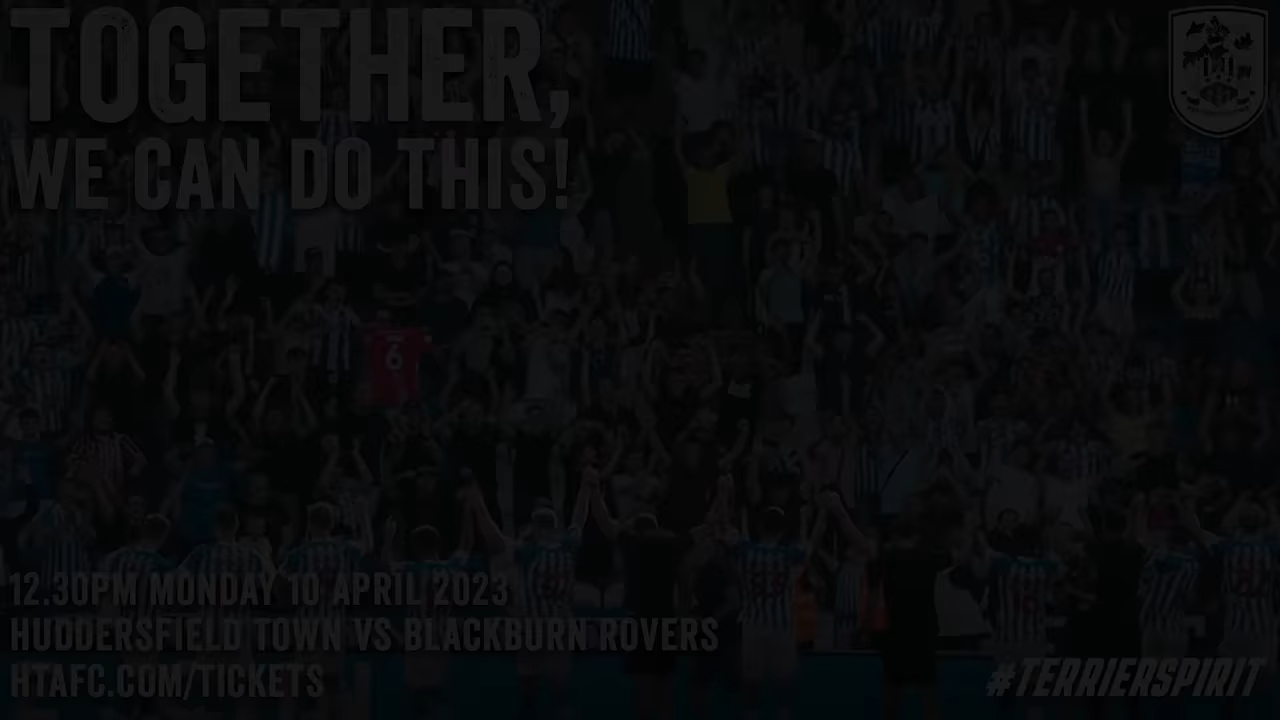 TOGETHER,
WE CAN DO THIS!
6
12.30PM MONDAY 10 APRIL 2023
HUDDERSFIELD TOWN VS BLACKBURN ROVERS
HTAFC.COM/TICKETS
#TERRIERSPIRIT